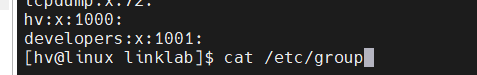 tcpdump:x:72:
hv:x:1000:
developers:x:1001:
[hv@linux linklab]$ cat /etc/group